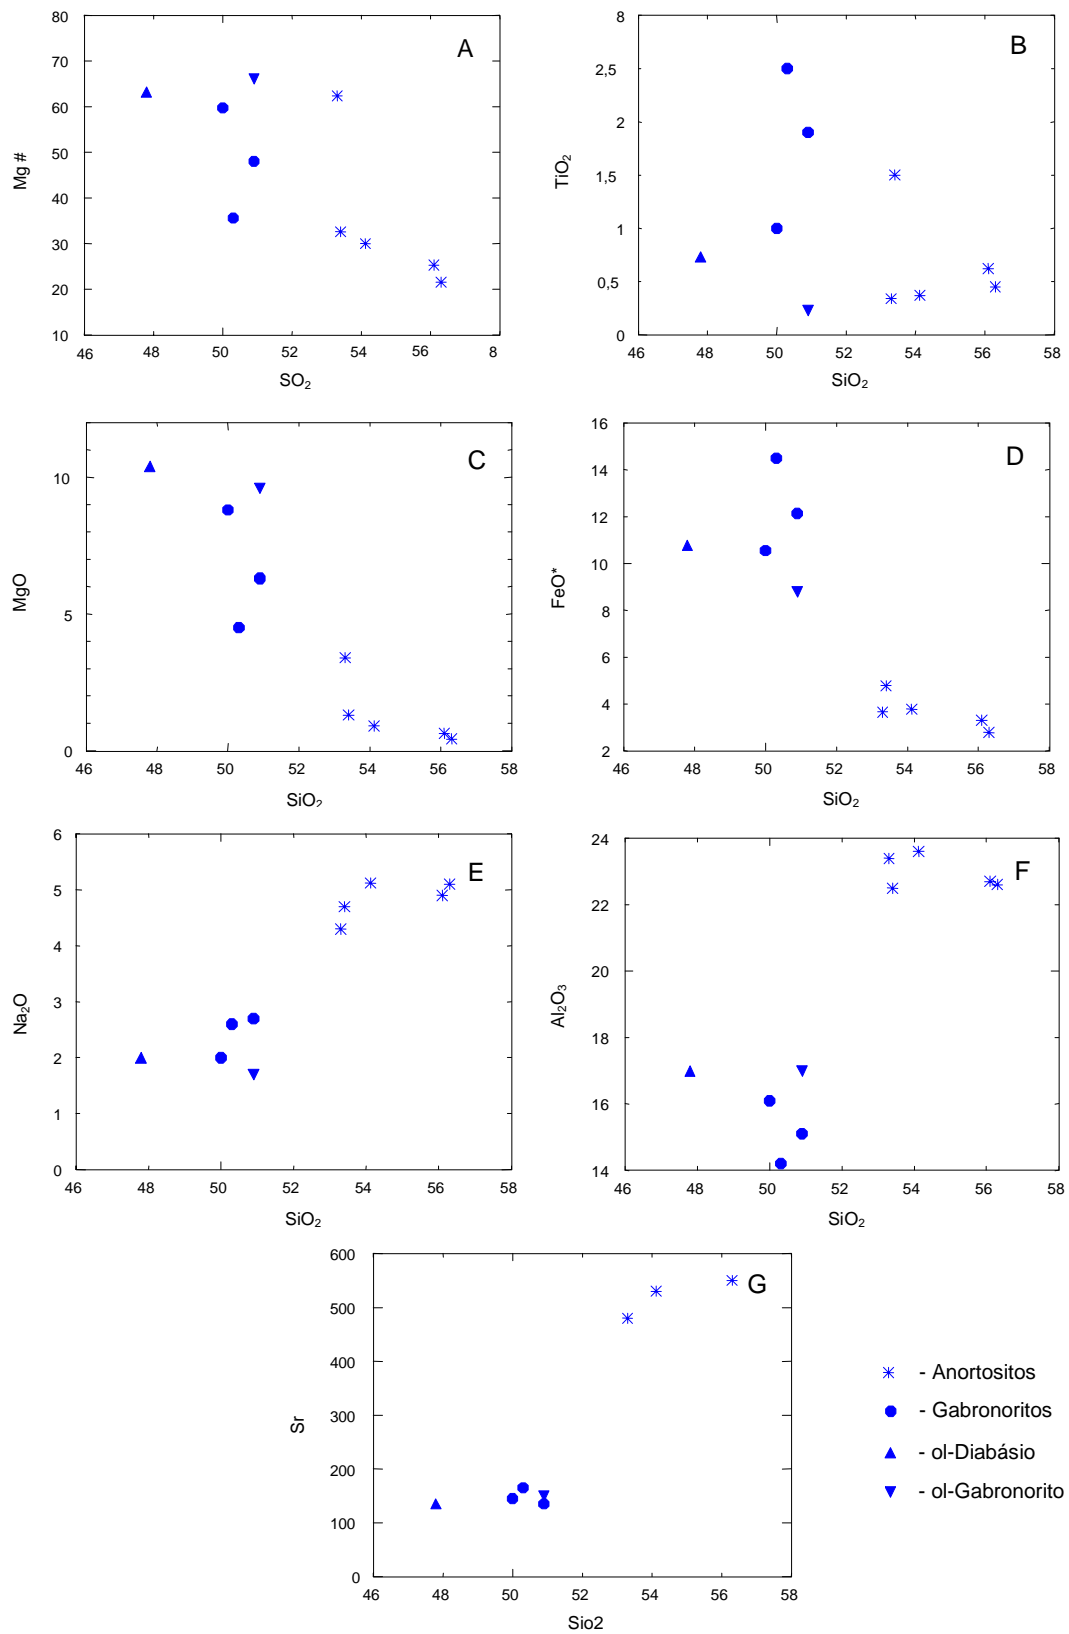 A
Mg #
80
70
60
50
40
30
20
10
46 48 50 52 54 56 8
SO2
B
TiO2
8
2,5
2
1,5
1
0,5
0
46 48 50 52 54 56 58
SiO2
C
MgO
10
5
0
46 48 50 52 54 56 58
SiO2
D
FeO*
16
14
12
10
8
6
4
2
46 48 50 52 54 56 58
SiO2
E
Na2O
6
5
4
3
2
1
0
46 48 50 52 54 56 58
SiO2
F
Al2O3
24
22
20
18
16
14
46 48 50 52 54 56 58
SiO2
G
Sr
600
500
400
300
200
100
0
46 48 50 52 54 56 58
Sio2
- Anortositos
- Gabronoritos
- ol-Diabásio
- ol-Gabronorito